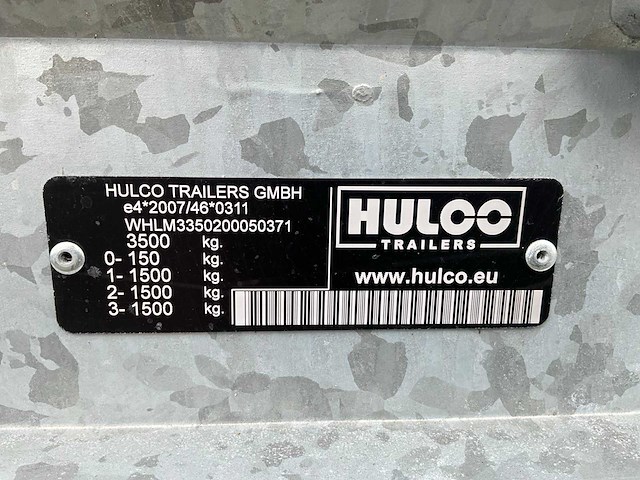 HULCO TRAILERS GMBH
e4*2007/46*0311
WHLM3350200050371
3500 kg.
0- 150 kg.
1- 1500 kg.
2- 1500 kg.
3- 1500 kg.
HULCO
TRAILERS
www.hulco.eu